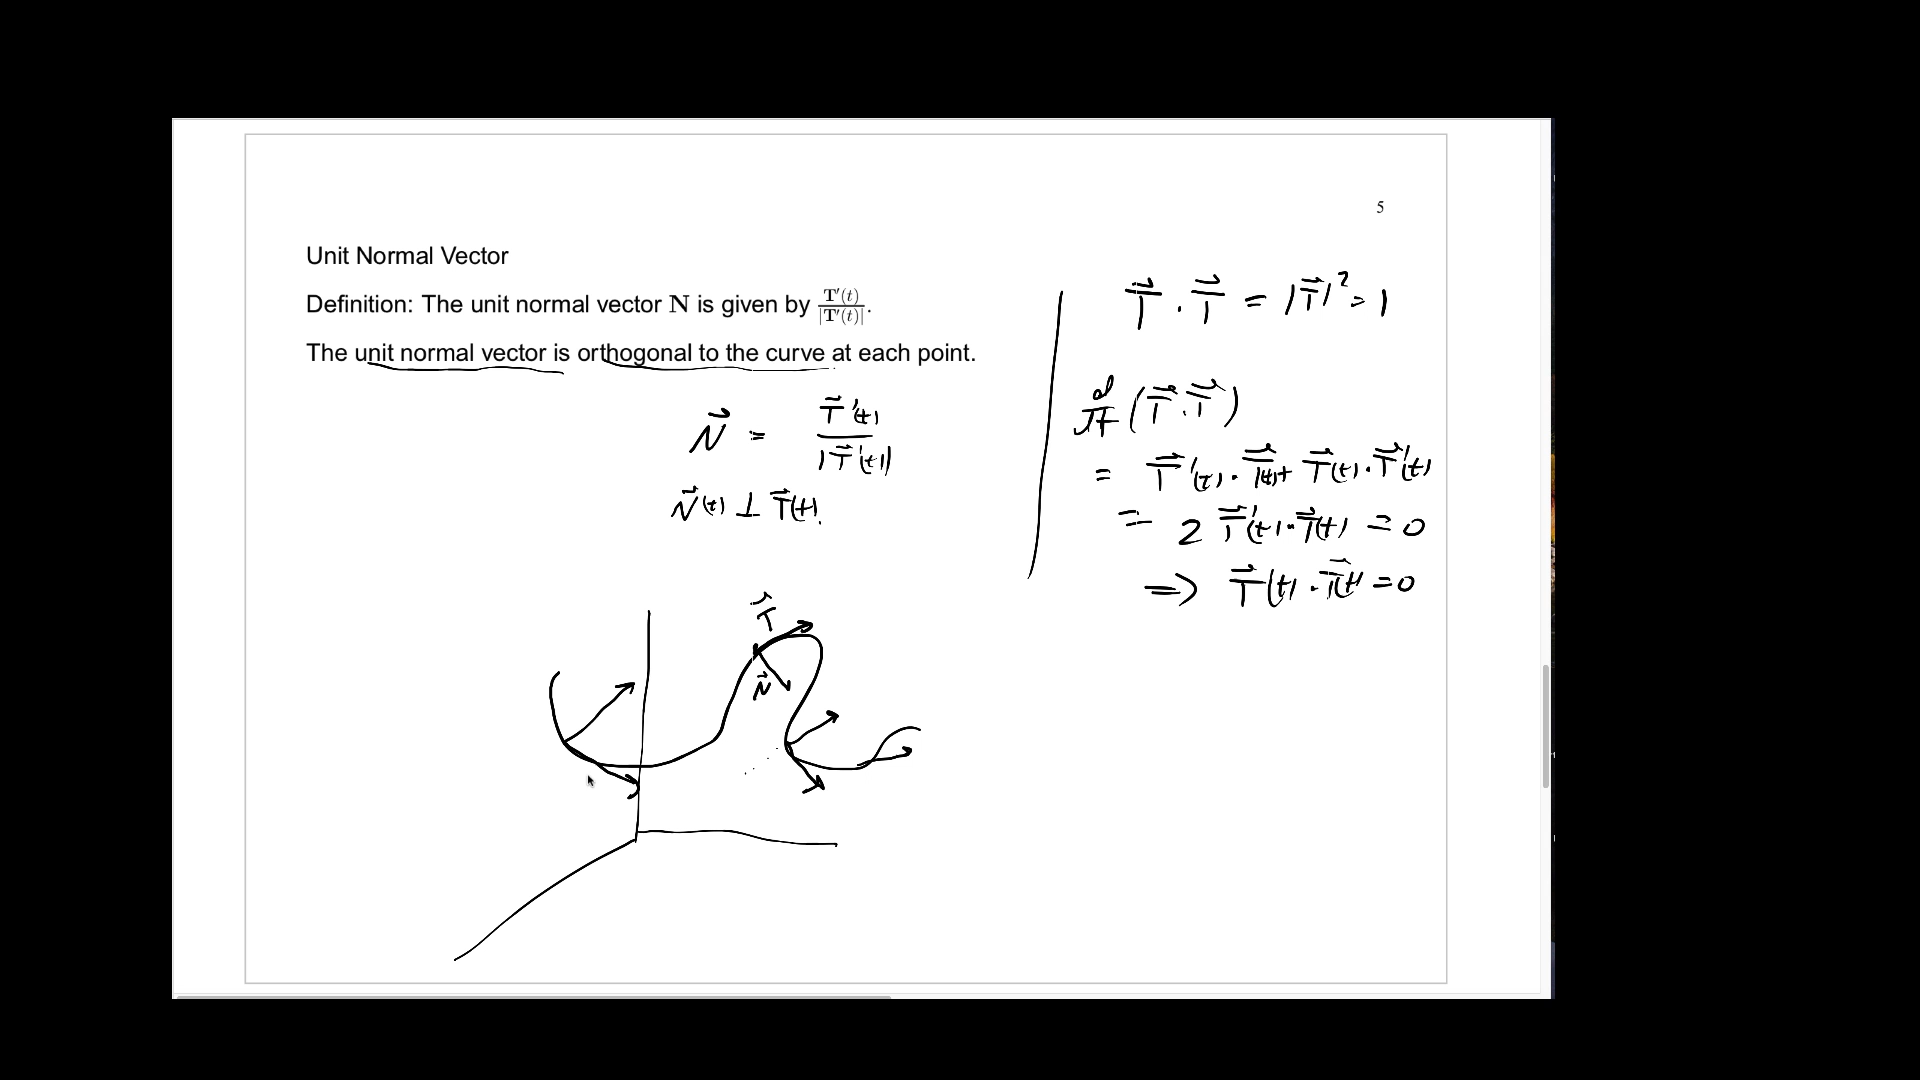 5
Unit Normal Vector
Definition: The unit normal vector N is given by T′(t)/|T′(t)|.
The unit normal vector is orthogonal to the curve at each point.
N⃗ = T⃗′(t)/|T⃗′(t)|
N⃗(t) ⊥ T⃗(t).
T⃗
N⃗
T⃗ · T⃗ = |T⃗|² = 1
d/dt (T⃗ · T⃗)
= T⃗′(t) · T⃗(t) + T⃗(t) · T⃗′(t)
= 2 T⃗′(t) · T⃗(t) = 0
⇒ T⃗(t) · T⃗(t) = 0